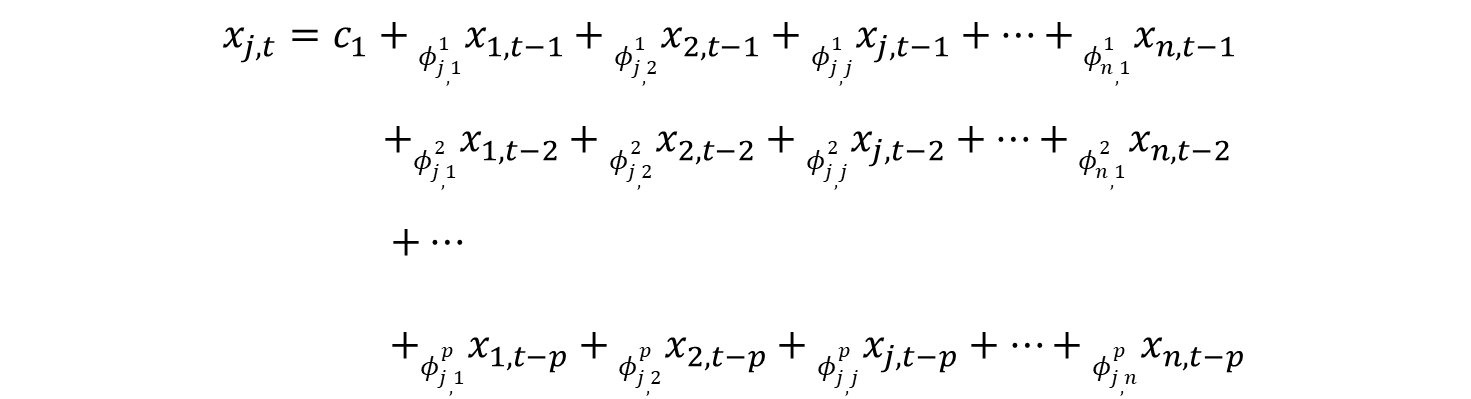 x_{j,t} = c_1 + ϕ^1_{j,1} x_{1,t−1} + ϕ^1_{j,2} x_{2,t−1} + ϕ^1_{j,j} x_{j,t−1} + ⋯ + ϕ^1_{n,1} x_{n,t−1}
+ ϕ^2_{j,1} x_{1,t−2} + ϕ^2_{j,2} x_{2,t−2} + ϕ^2_{j,j} x_{j,t−2} + ⋯ + ϕ^2_{n,1} x_{n,t−2}
+ ⋯
+ ϕ^p_{j,1} x_{1,t−p} + ϕ^p_{j,2} x_{2,t−p} + ϕ^p_{j,j} x_{j,t−p} + ⋯ + ϕ^p_{j,n} x_{n,t−p}